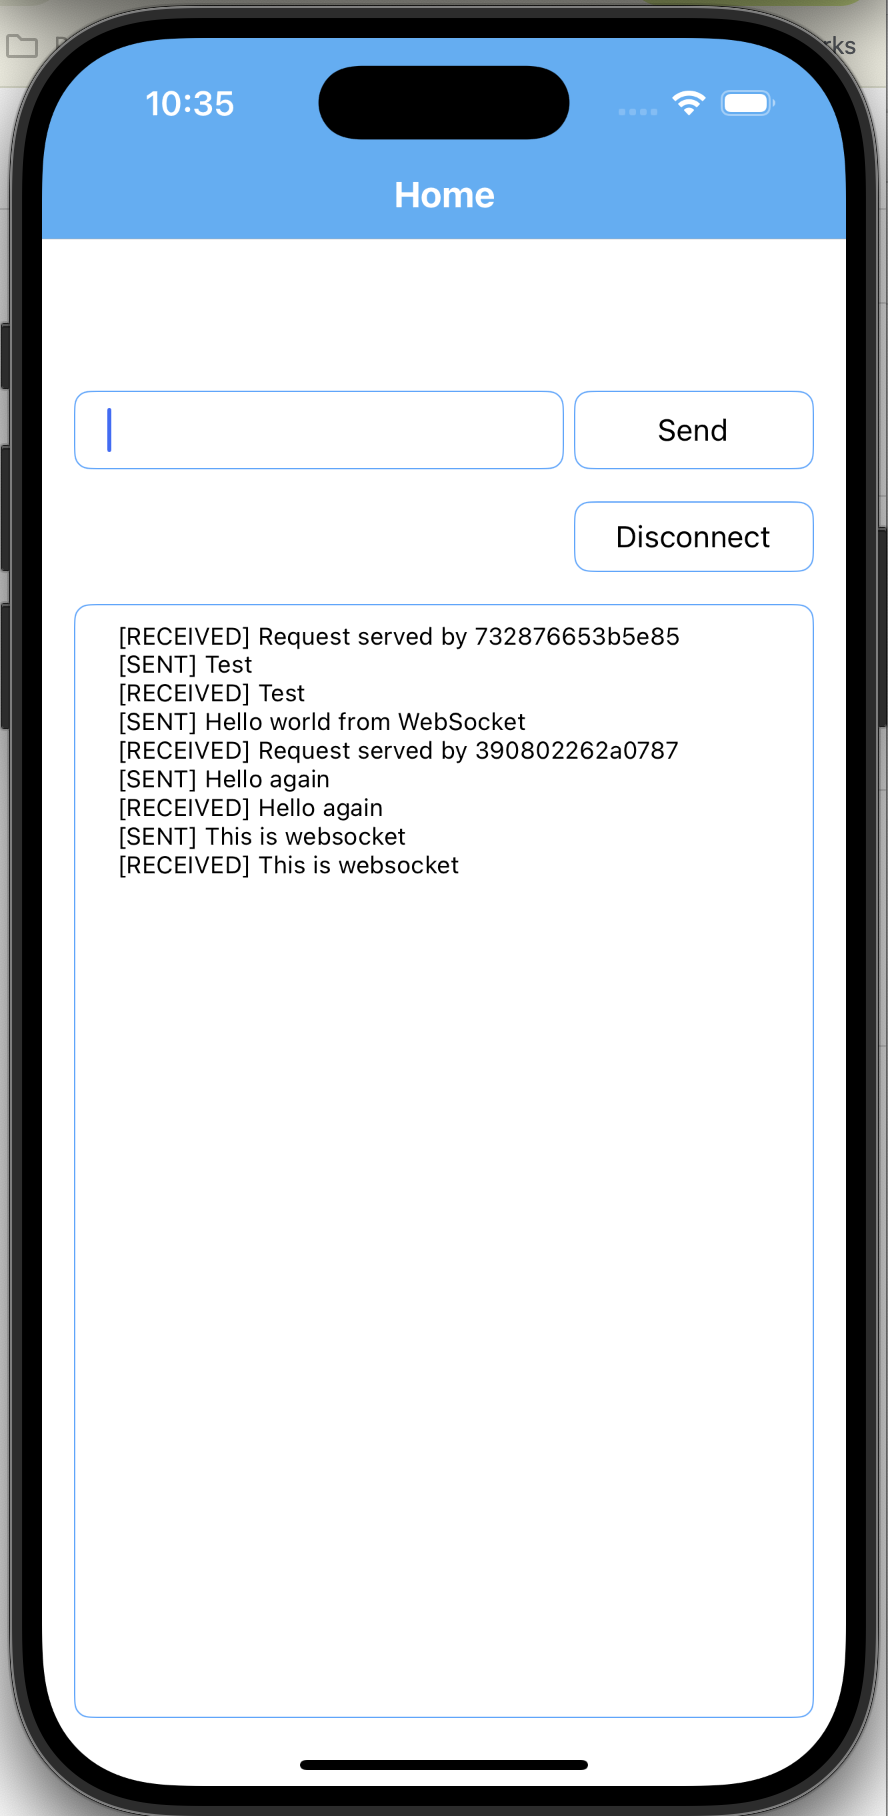 10:35
Home
Send
Disconnect
[RECEIVED] Request served by 732876653b5e85
[SENT] Test
[RECEIVED] Test
[SENT] Hello world from WebSocket
[RECEIVED] Request served by 390802262a0787
[SENT] Hello again
[RECEIVED] Hello again
[SENT] This is websocket
[RECEIVED] This is websocket